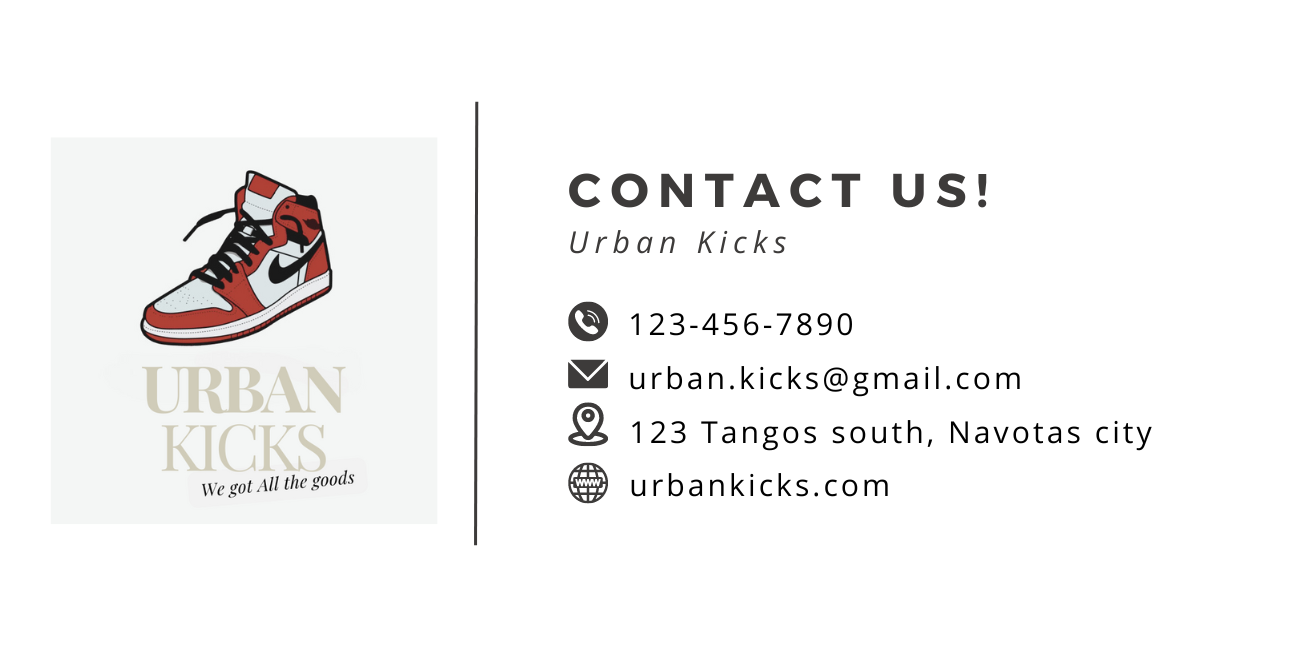 URBAN
KICKS
We got All the goods
CONTACT US!
Urban Kicks
123-456-7890
urban.kicks@gmail.com
123 Tangos south, Navotas city
www
urbankicks.com